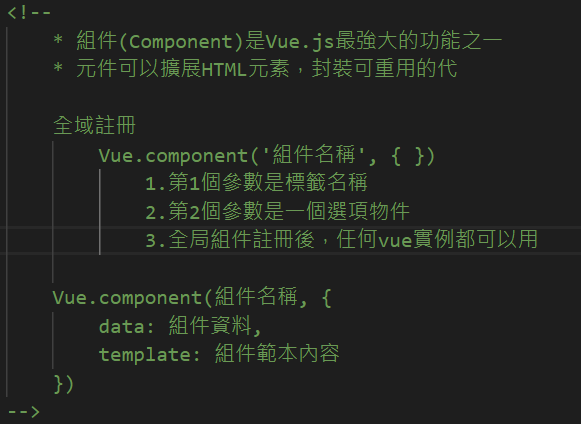 <!--
* 組件(Component)是Vue.js最強大的功能之一
* 元件可以擴展HTML元素，封裝可重用的代
全域註冊
Vue.component('組件名稱', { })
1.第1個參數是標籤名稱
2.第2個參數是一個選項物件
3.全局組件註冊後，任何vue實例都可以用
Vue.component(組件名稱, {
data: 組件資料,
template: 組件範本內容
})
-->